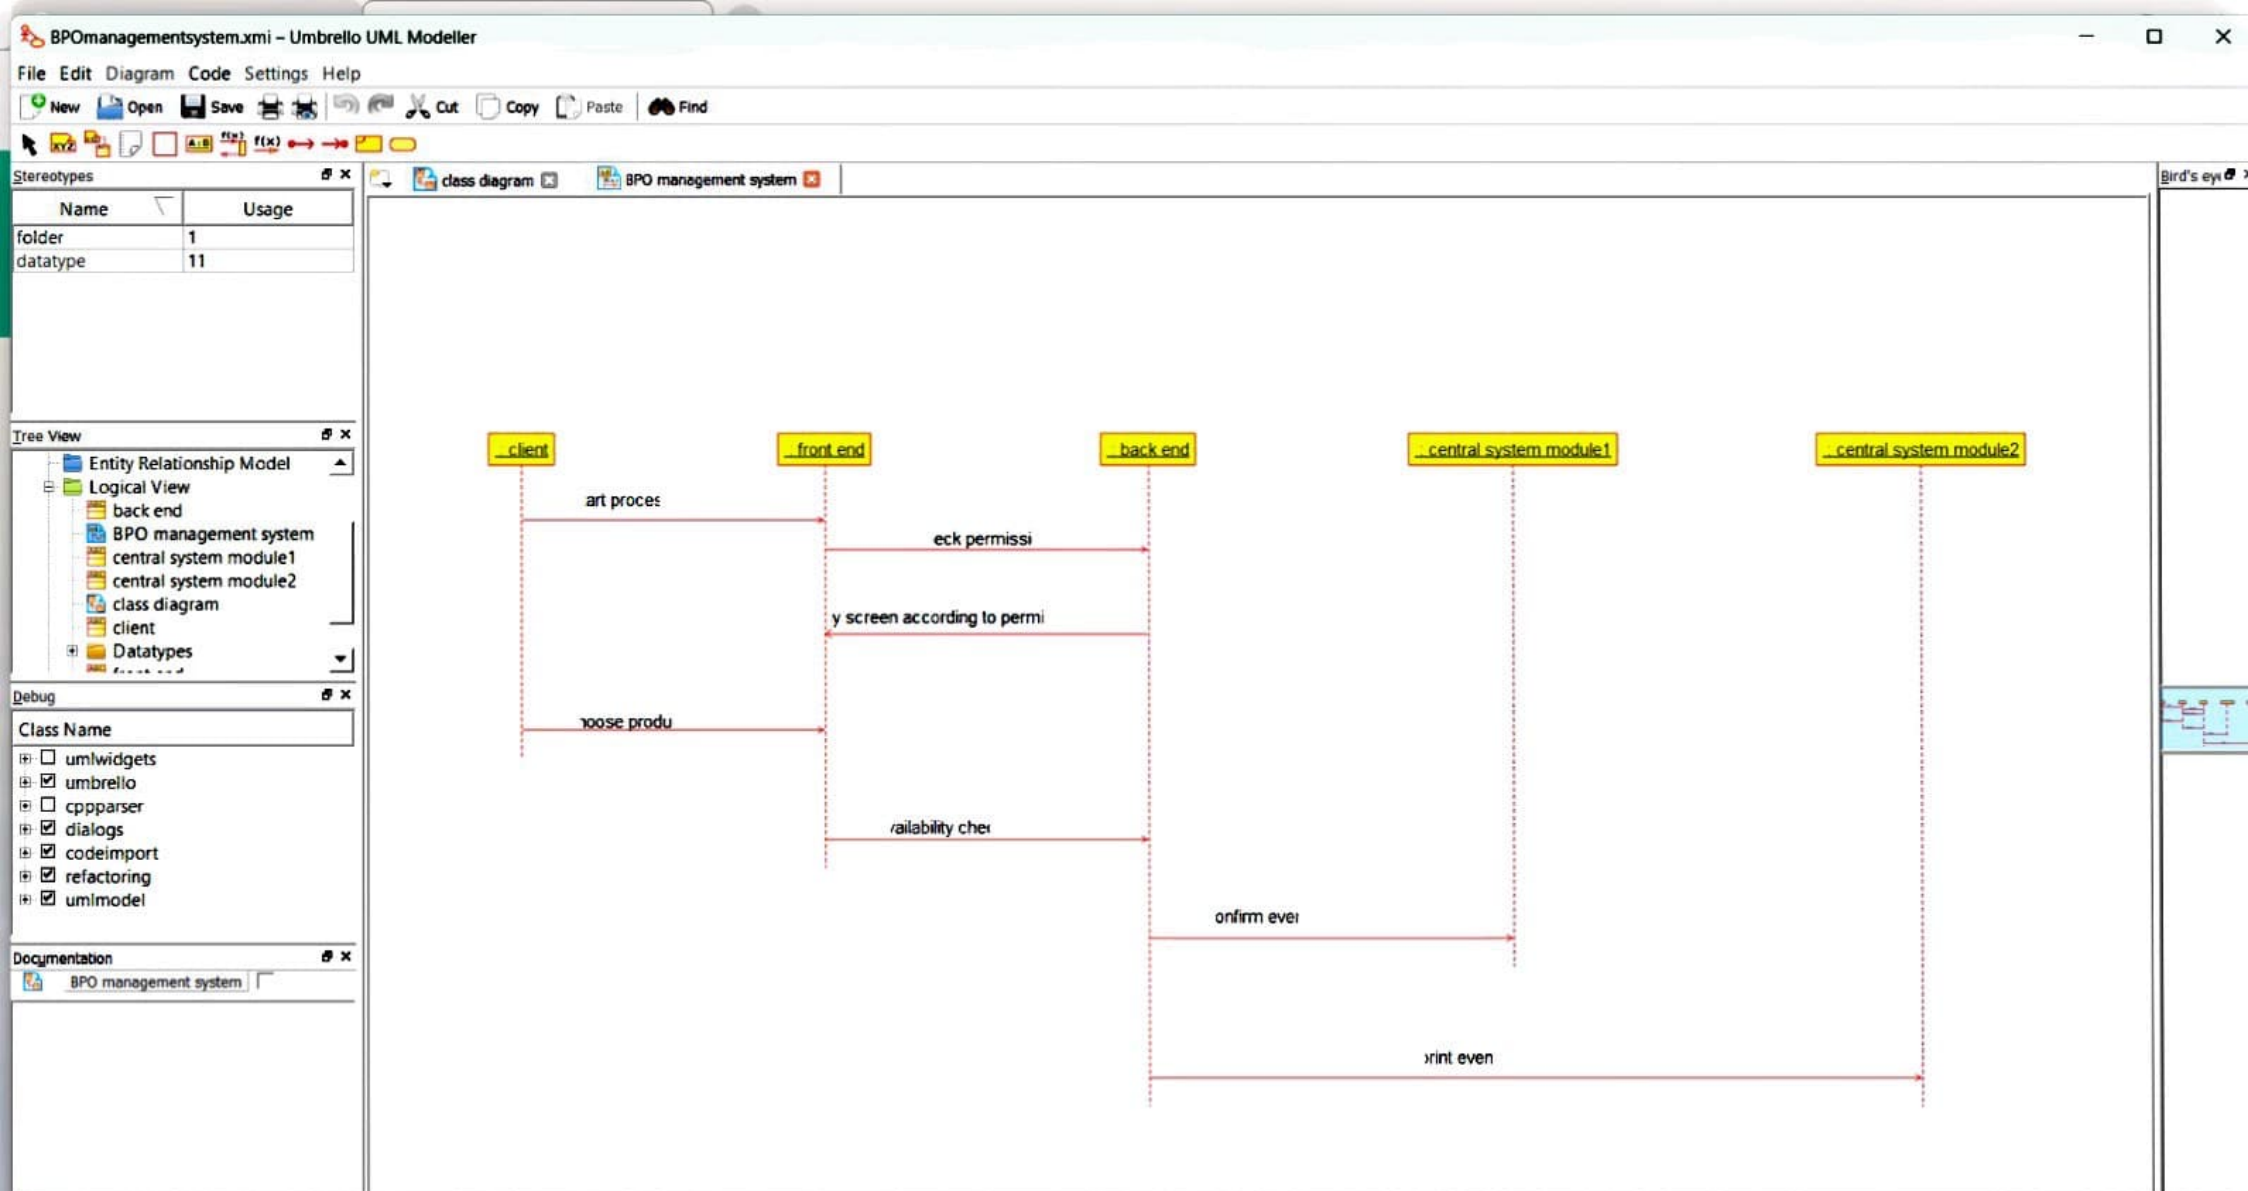 BPOmanagementsystem.xmi – Umbrello UML Modeller
File Edit Diagram Code Settings Help
New Open Save Cut Copy Paste Find
XYZ A:B f(x) f(x)
Stereotypes
class diagram
BPO management system
Bird's eye
Name Usage
folder 1
datatype 11
: client
: front end
: back end
: central system module1
: central system module2
art proces
eck permissi
y screen according to permi
oose produ
ailability che
onfirm ever
rint even
Tree View
Entity Relationship Model
Logical View
back end
BPO management system
central system module1
central system module2
class diagram
client
Datatypes
Debug
Class Name
umlwidgets
umbrello
cppparser
dialogs
codeimport
refactoring
umlmodel
Documentation
BPO management system